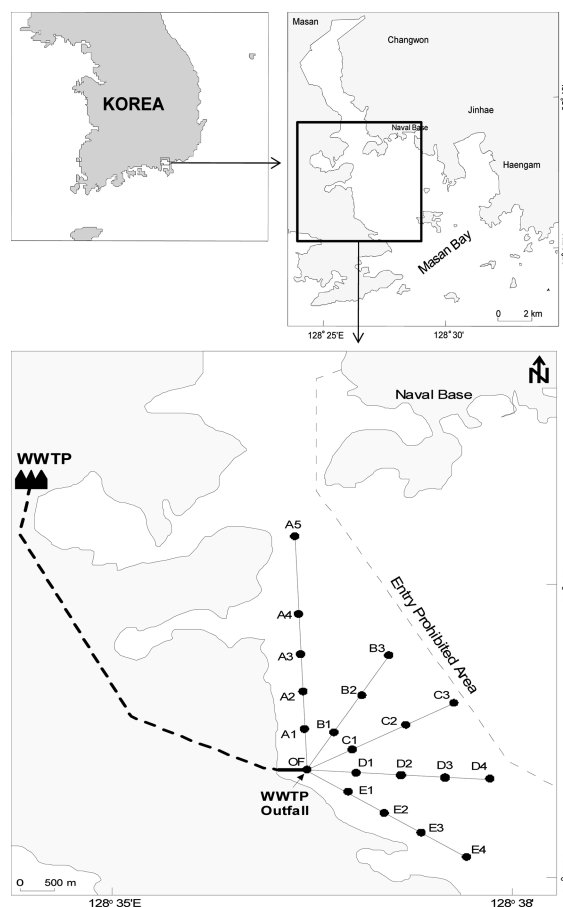 KOREA
Masan
Changwon
Jinhae
Naval Base
Haengam
Masan Bay
0 2 km
128° 25'E
128° 30'
N
Naval Base
WWTP
A5
A4
A3
A2
A1
Entry Prohibited Area
B3
B2
B1
C3
C2
C1
OF
D1
D2
D3
D4
WWTP
Outfall
E1
E2
E3
E4
0 500 m
128° 35'E
128° 38'